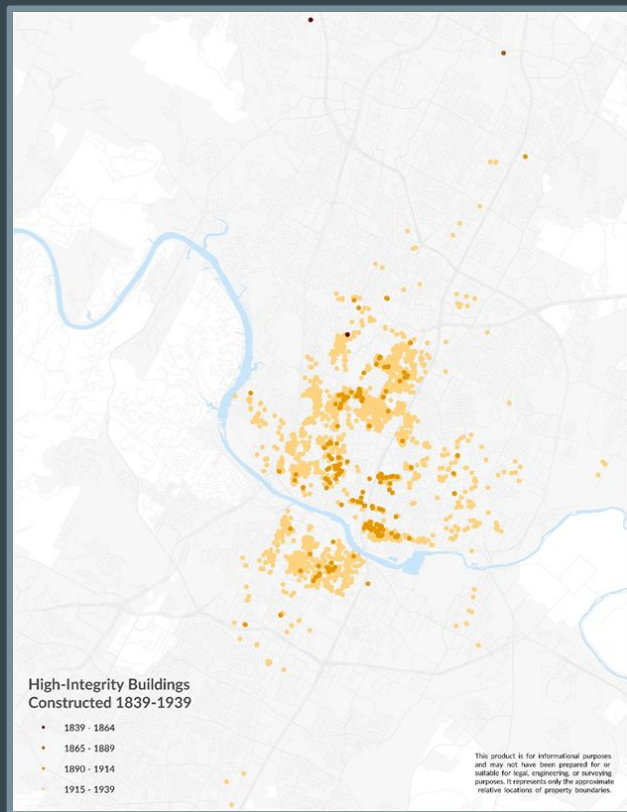 High-Integrity Buildings
Constructed 1839-1939
1839 - 1864
1865 - 1889
1890 - 1914
1915 - 1939
This product is for informational purposes
and may not have been prepared for or
suitable for legal, engineering, or surveying
purposes. It represents only the approximate
relative locations of property boundaries.